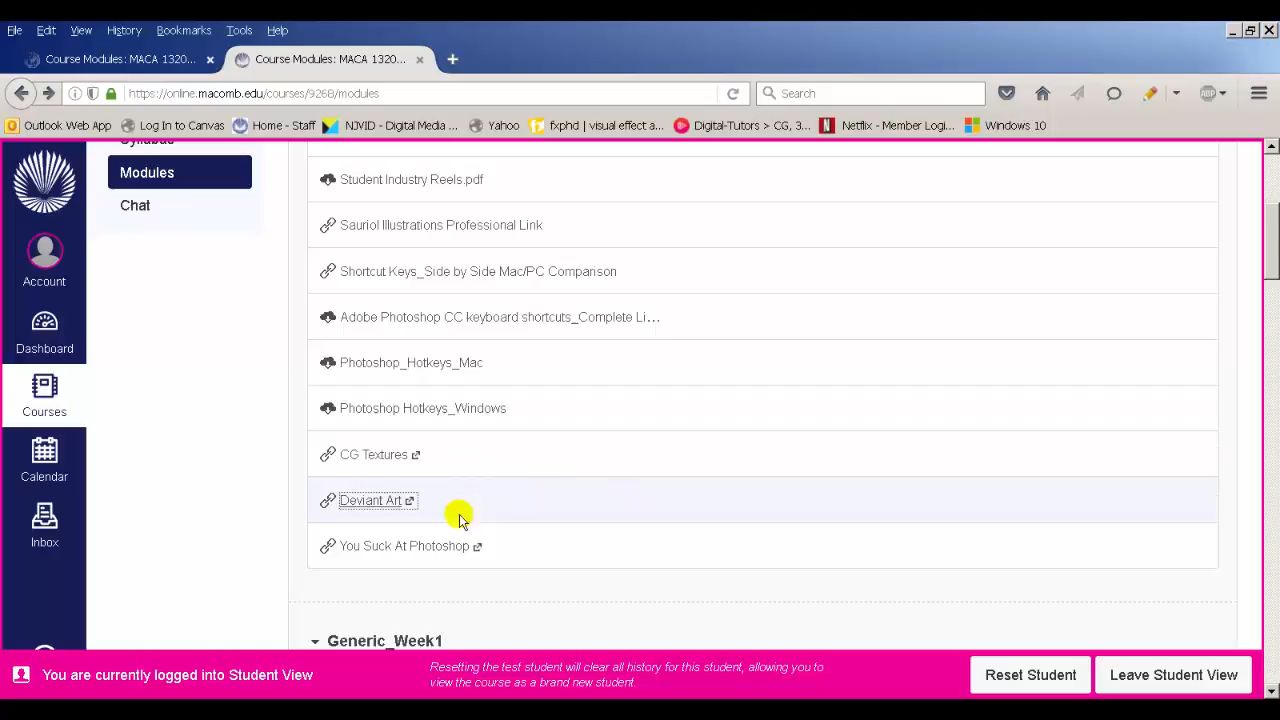 File Edit View History Bookmarks Tools Help
Course Modules: MACA 1320... × Course Modules: MACA 1320... × +
https://online.macomb.edu/courses/9268/modules Search
Outlook Web App Log In to Canvas Home - Staff NJVID - Digital Media ... Yahoo fxphd | visual effect a... Digital-Tutors > CG, 3... Netflix - Member Logi... Windows 10
Syllabus
Modules
Chat
Account
Dashboard
Courses
Calendar
Inbox
Student Industry Reels.pdf
Sauriol Illustrations Professional Link
Shortcut Keys_Side by Side Mac/PC Comparison
Adobe Photoshop CC keyboard shortcuts_Complete Li...
Photoshop_Hotkeys_Mac
Photoshop Hotkeys_Windows
CG Textures
Deviant Art
You Suck At Photoshop
Generic_Week1
You are currently logged into Student View
Resetting the test student will clear all history for this student, allowing you to
view the course as a brand new student.
Reset Student
Leave Student View